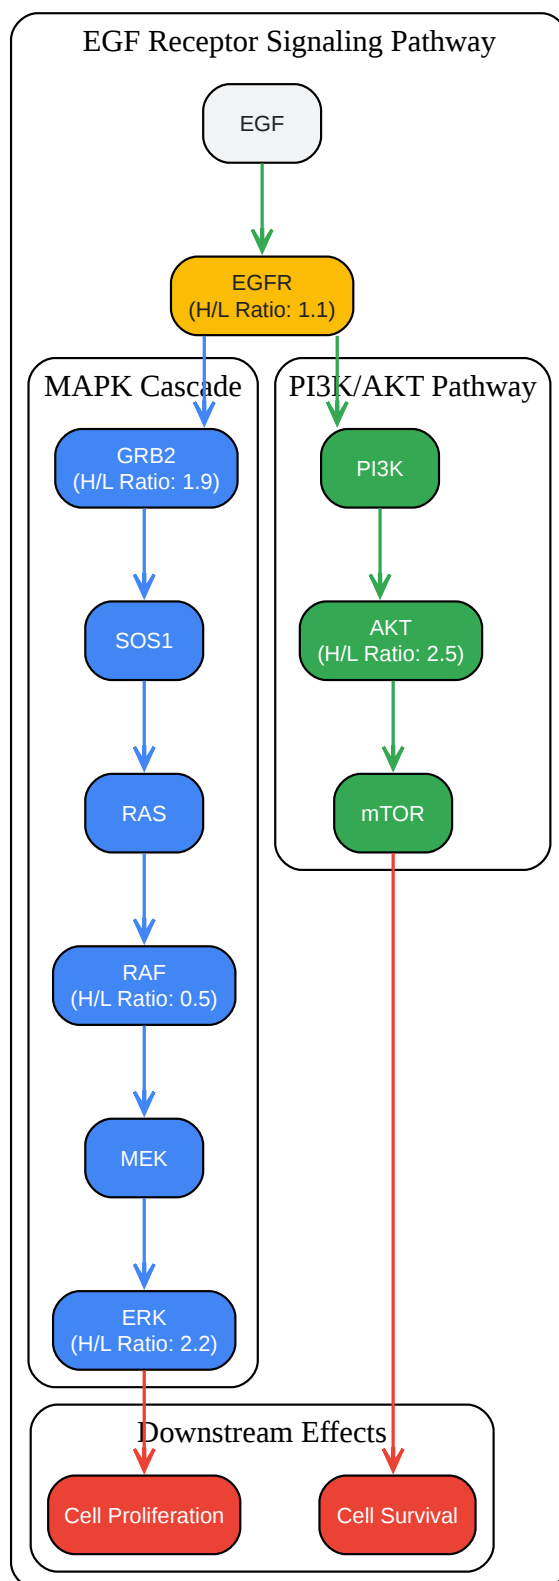 EGF Receptor Signaling Pathway
EGF
EGFR
(H/L Ratio: 1.1)
MAPK Cascade
GRB2
(H/L Ratio: 1.9)
SOS1
RAS
RAF
(H/L Ratio: 0.5)
MEK
ERK
(H/L Ratio: 2.2)
PI3K/AKT Pathway
PI3K
AKT
(H/L Ratio: 2.5)
mTOR
Downstream Effects
Cell Proliferation
Cell Survival